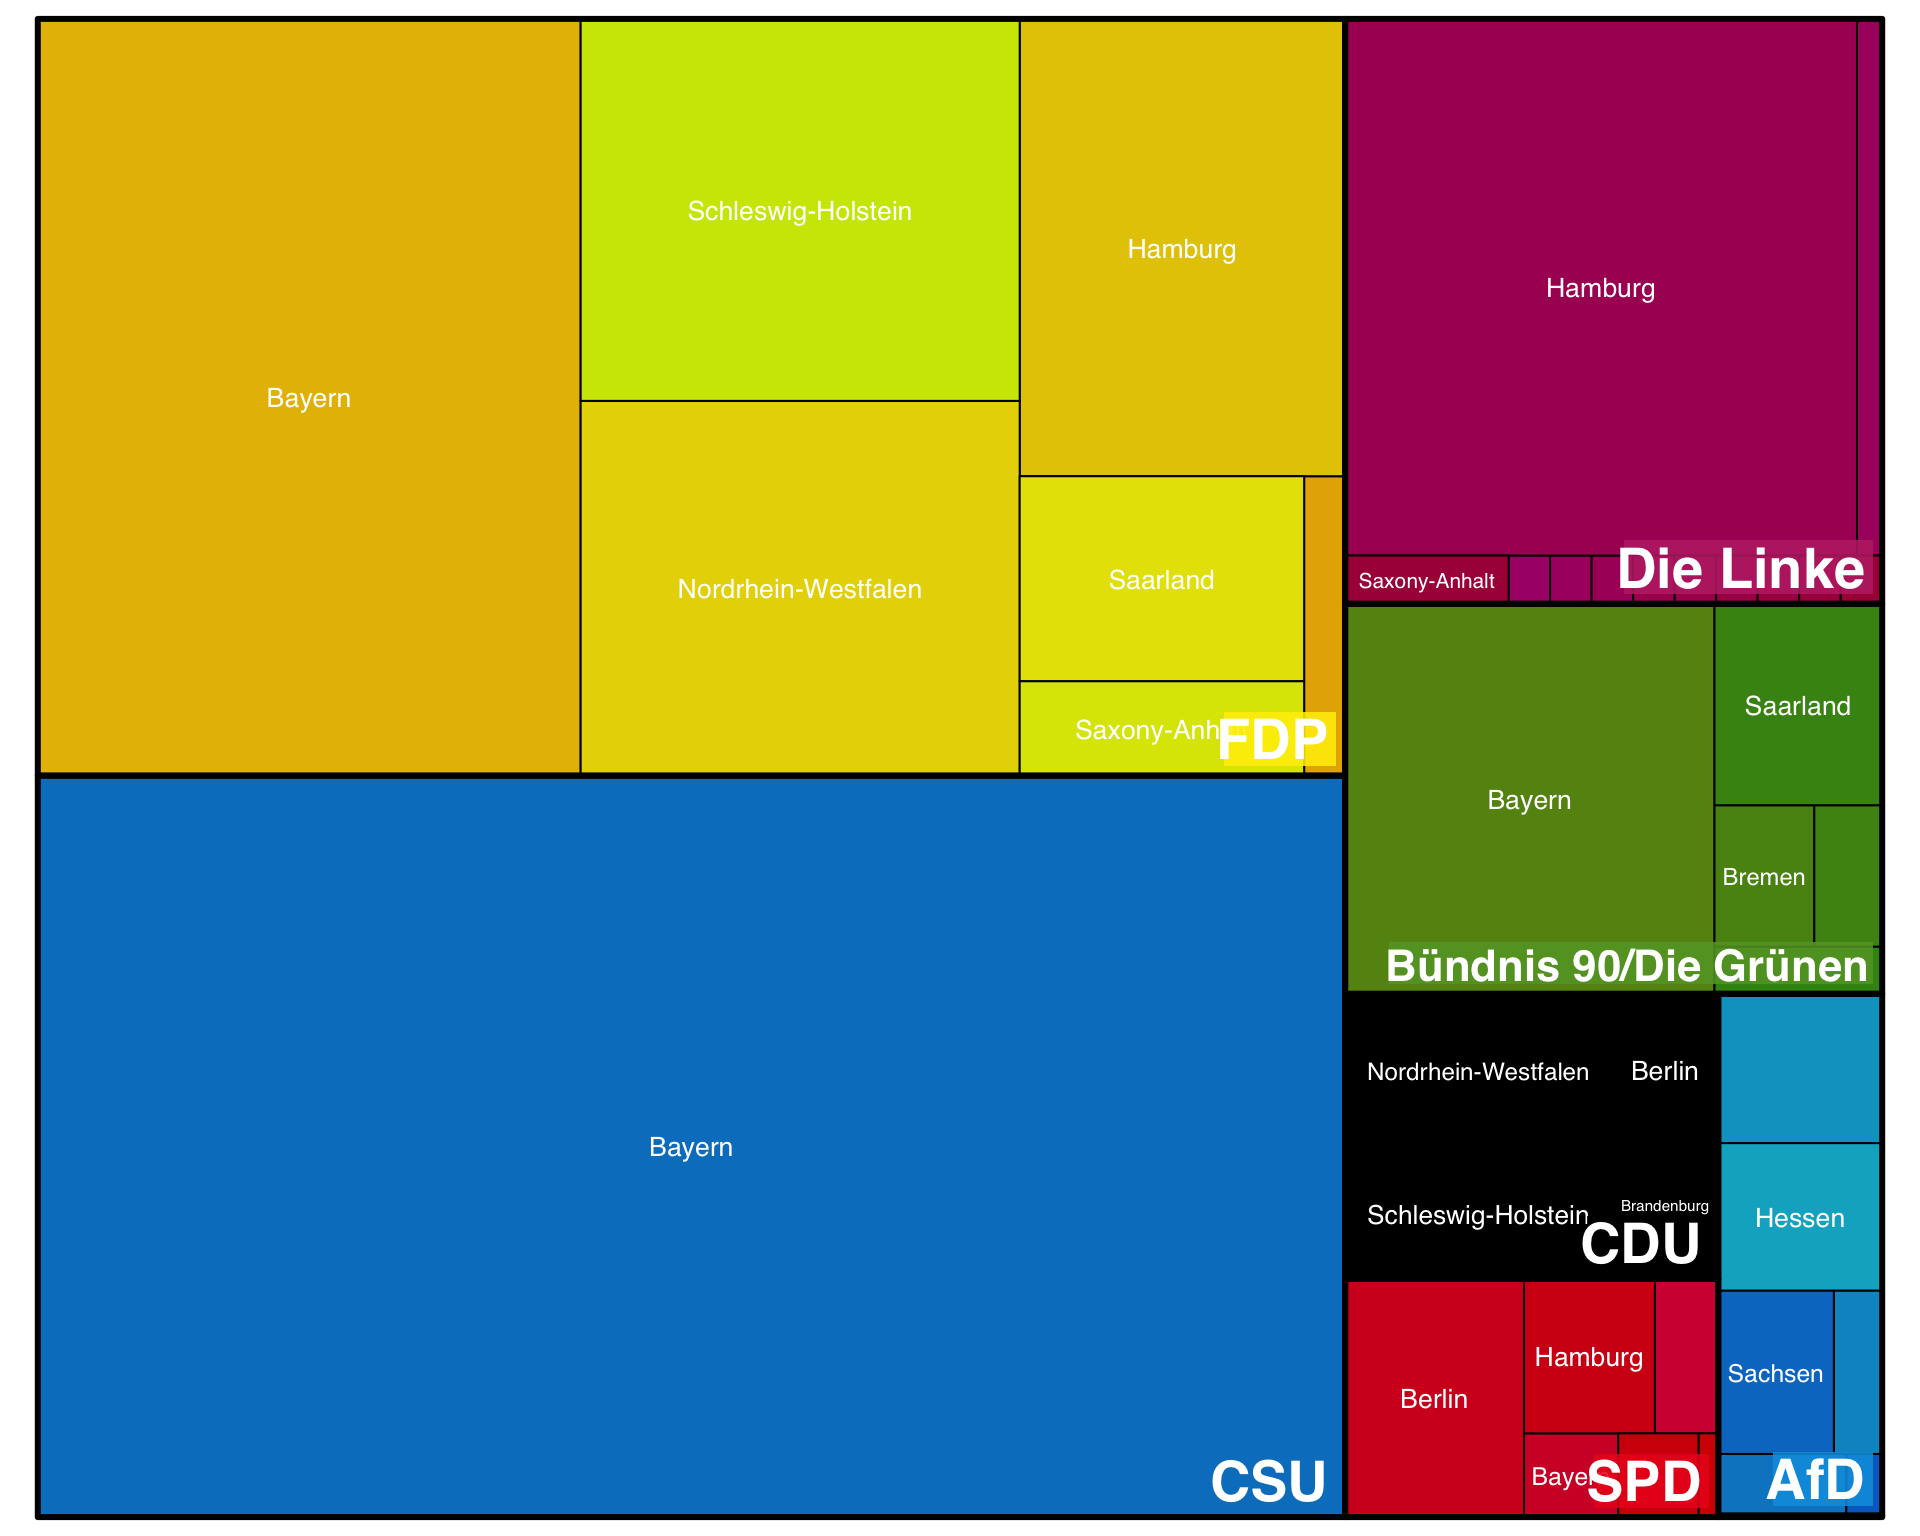 Bayern
Schleswig-Holstein
Nordrhein-Westfalen
Hamburg
Saarland
Saxony-Anh
FDP
Bayern
CSU
Hamburg
Saxony-Anhalt
Die Linke
Bayern
Saarland
Bremen
Bündnis 90/Die Grünen
Nordrhein-Westfalen
Berlin
Schleswig-Holstein
Brandenburg
CDU
Berlin
Hamburg
Bayer
SPD
Hessen
Sachsen
AfD